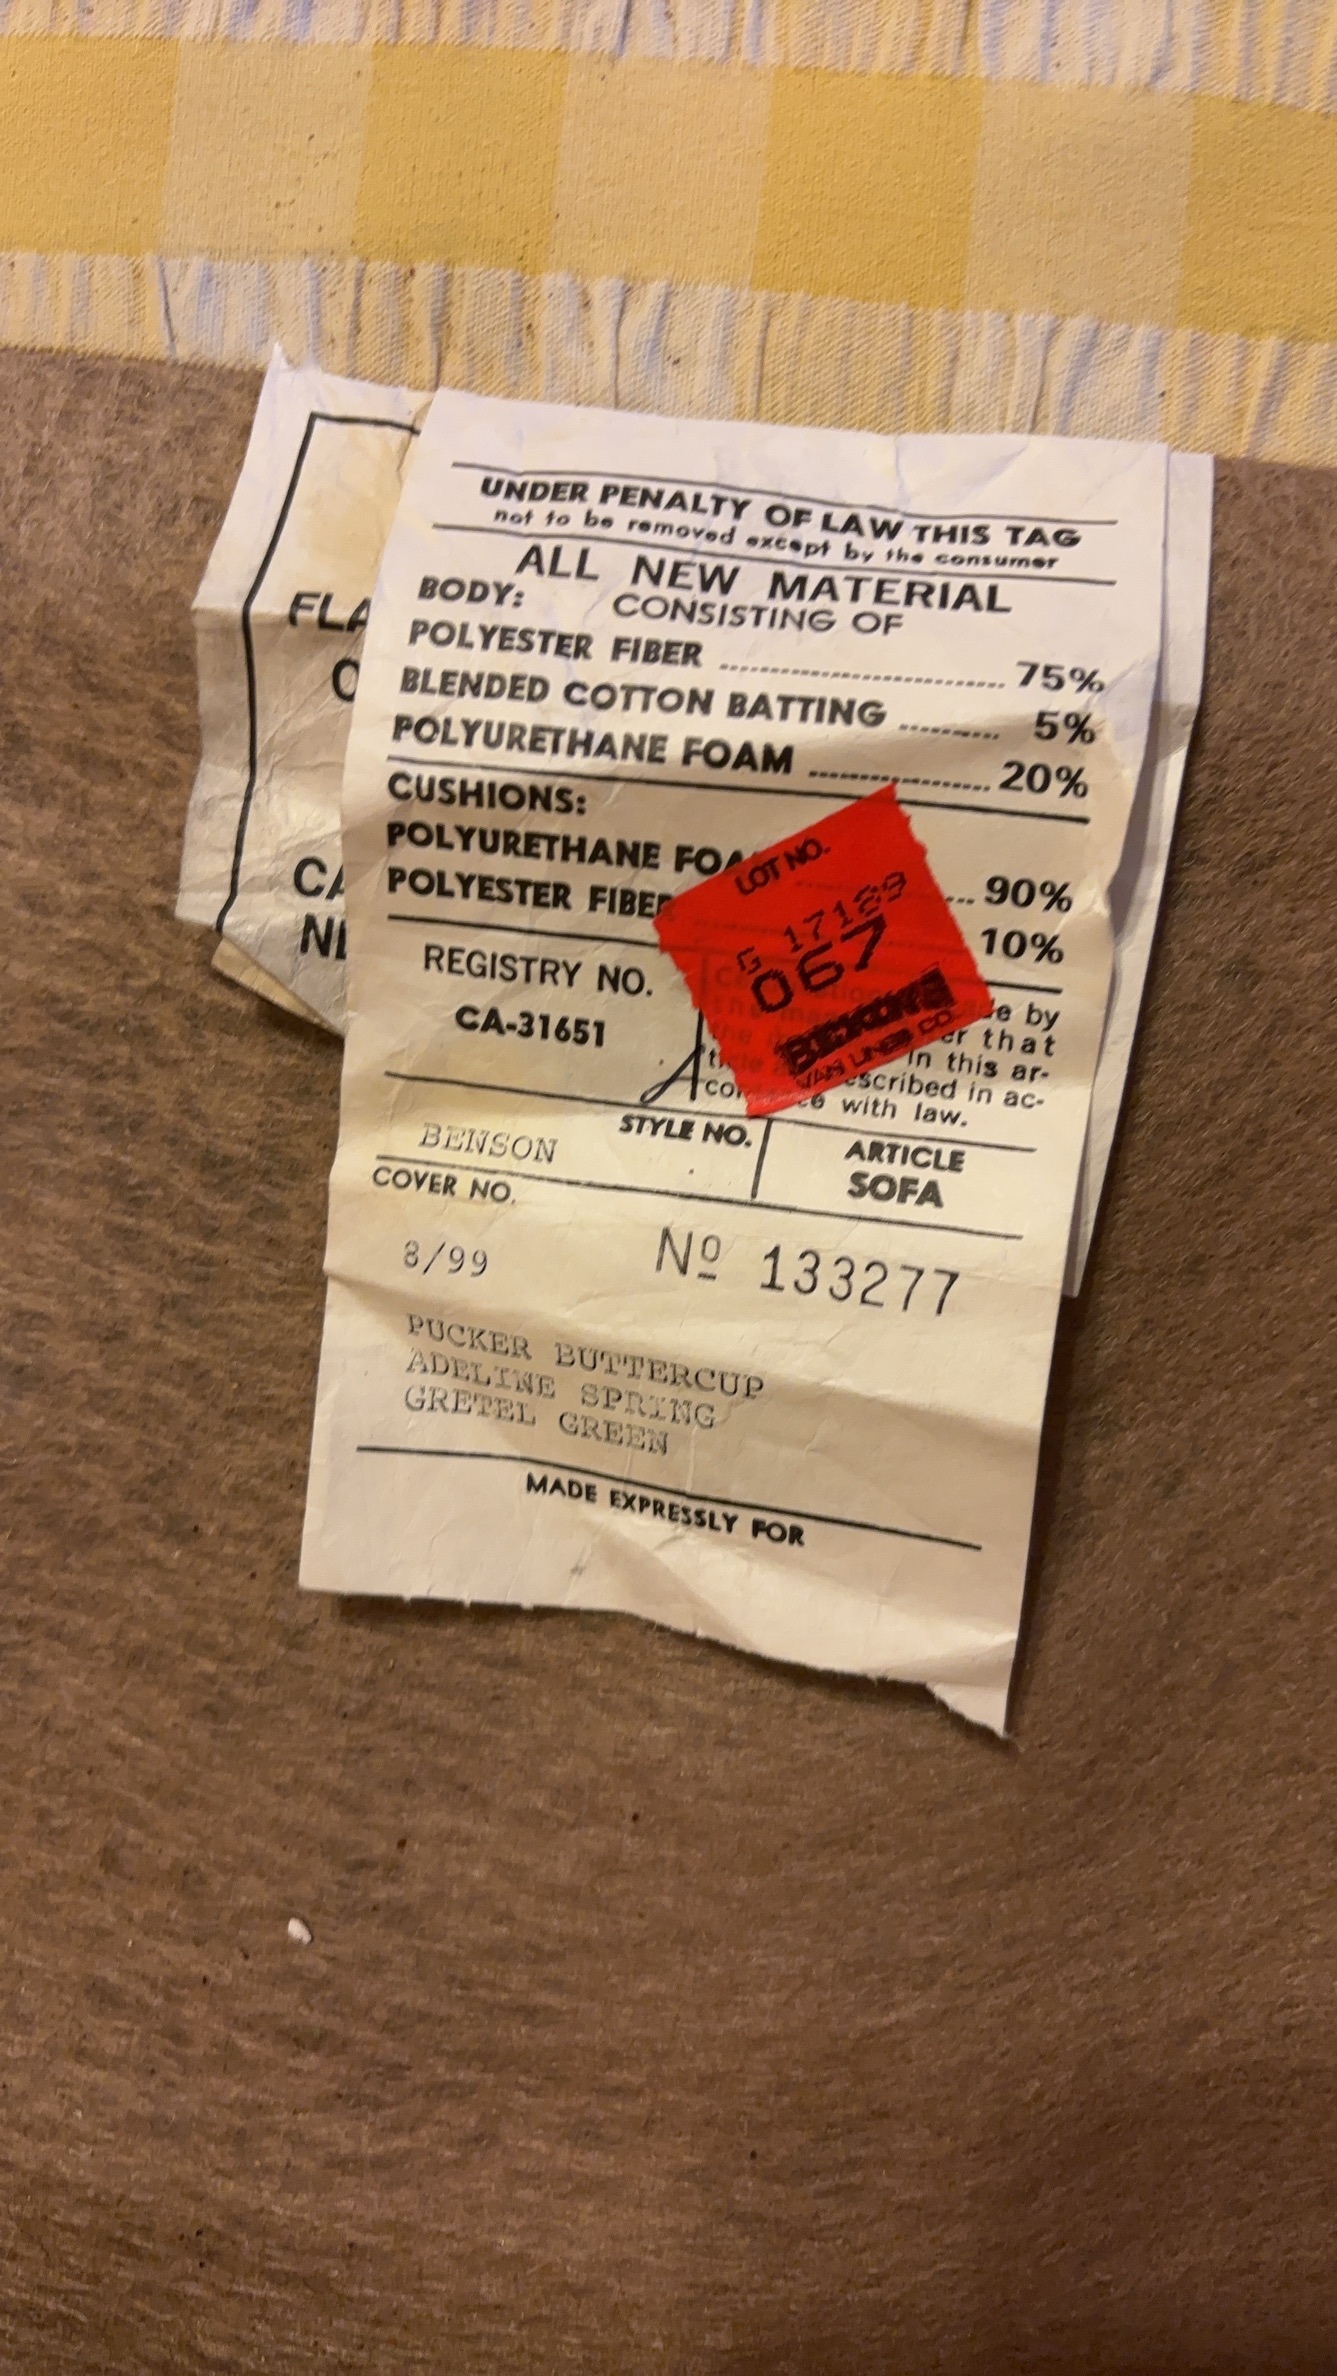 UNDER PENALTY OF LAW THIS TAG
not to be removed except by the consumer
ALL NEW MATERIAL
BODY: CONSISTING OF
POLYESTER FIBER ........ 75%
BLENDED COTTON BATTING ........ 5%
POLYURETHANE FOAM ........ 20%
CUSHIONS:
POLYURETHANE FOA ... 90%
POLYESTER FIBER 10%
REGISTRY NO.
CA-31651
e by
er that
in this ar-
escribed in ac-
ce with law.
LOT NO.
G 17189
067
VAN LINES CO
BENSON STYLE NO.
ARTICLE
SOFA
COVER NO.
8/99 Nº 133277
PUCKER BUTTERCUP
ADELINE SPRING
GRETEL GREEN
MADE EXPRESSLY FOR
FLA
CA